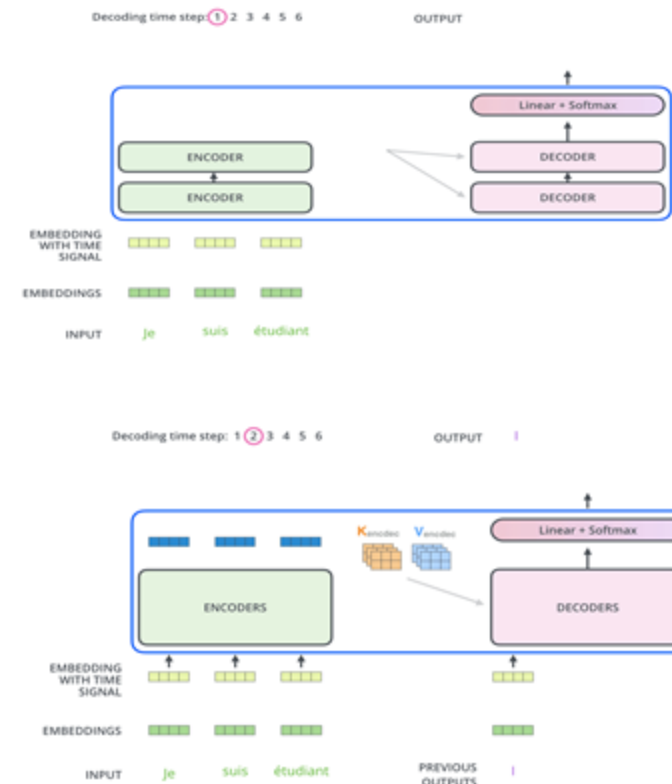 Decoding time step: 1 2 3 4 5 6 OUTPUT
Linear + Softmax
ENCODER DECODER
ENCODER DECODER
EMBEDDING
WITH TIME
SIGNAL
EMBEDDINGS
INPUT Je suis étudiant
Decoding time step: 1 2 3 4 5 6 OUTPUT I
Kencdec Vencdec
Linear + Softmax
ENCODERS DECODERS
EMBEDDING
WITH TIME
SIGNAL
EMBEDDINGS
INPUT Je suis étudiant PREVIOUS I
OUTPUTS